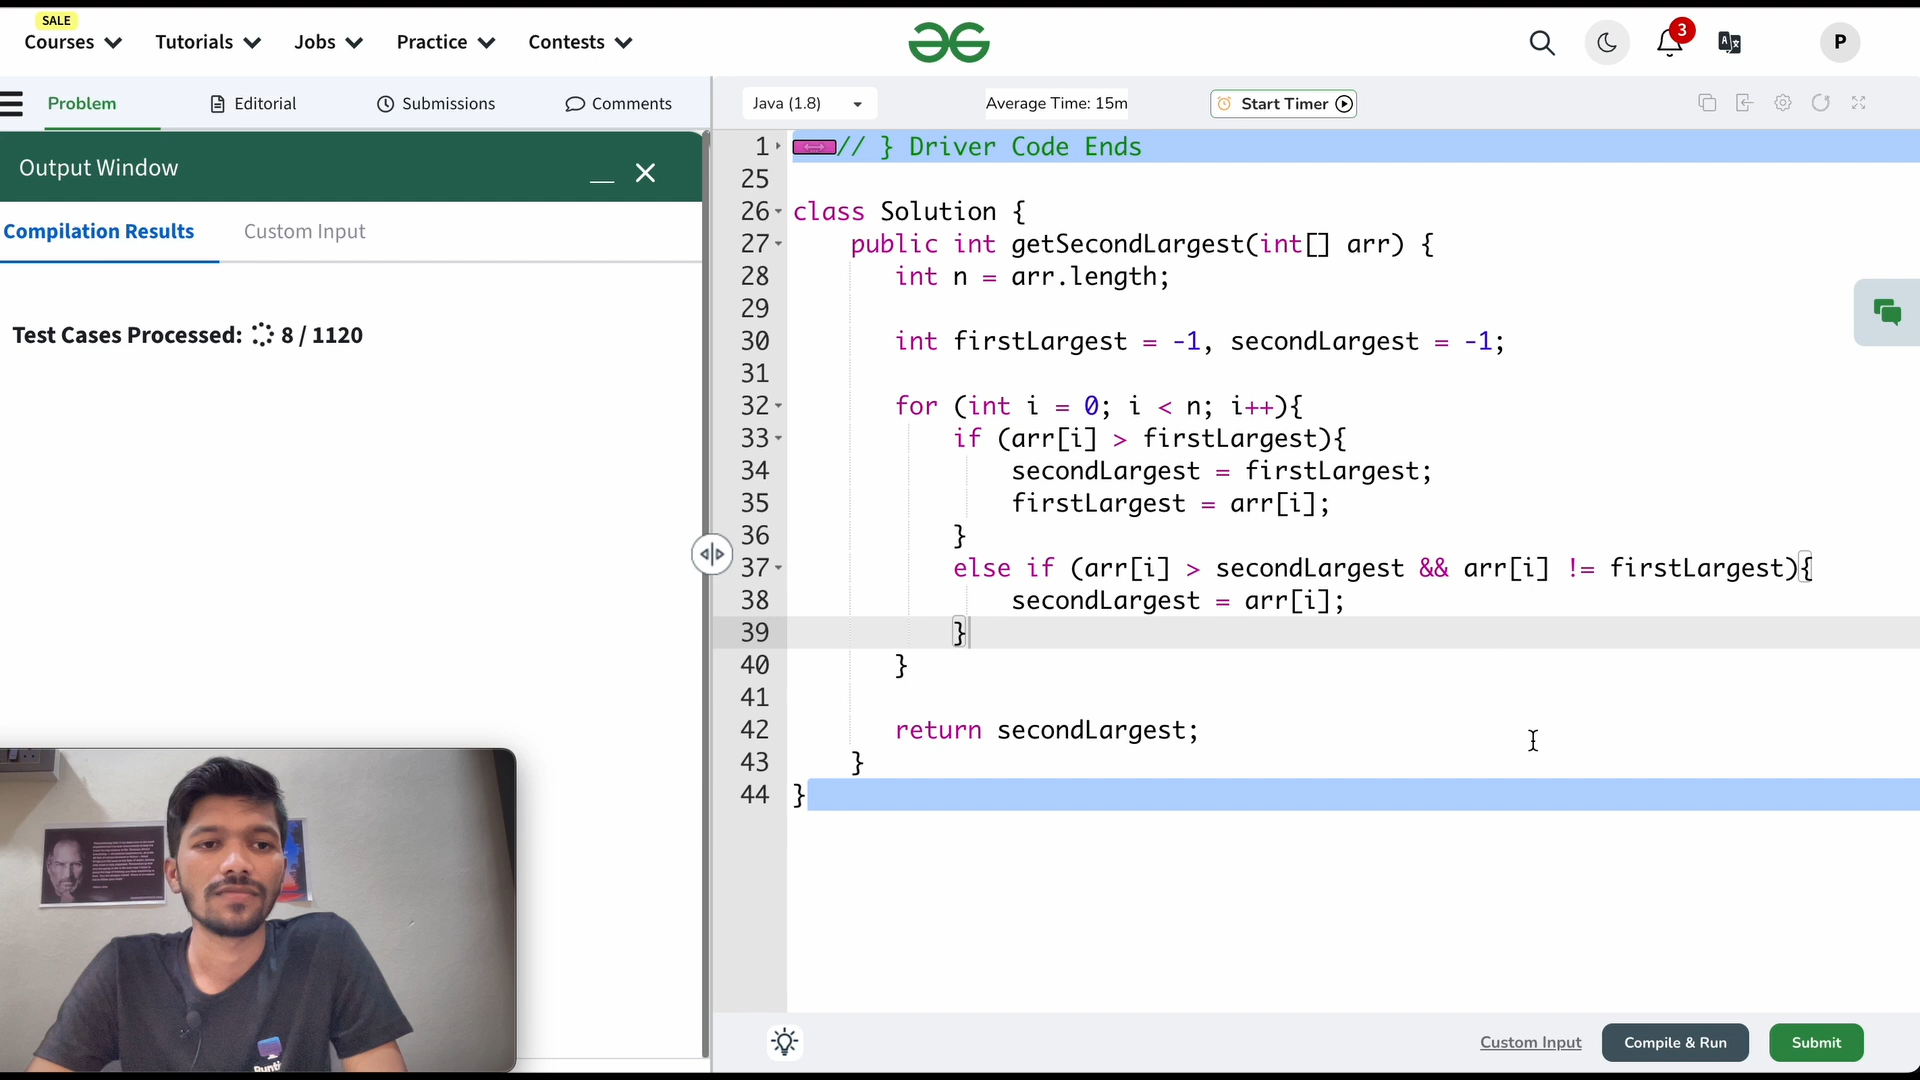 SALE
Courses Tutorials Jobs Practice Contests
3
P
Problem Editorial Submissions Comments
Java (1.8) Average Time: 15m Start Timer
Output Window
Compilation Results Custom Input
Test Cases Processed: 8 / 1120
1 // } Driver Code Ends
25
26 class Solution {
27 public int getSecondLargest(int[] arr) {
28 int n = arr.length;
29
30 int firstLargest = -1, secondLargest = -1;
31
32 for (int i = 0; i < n; i++){
33 if (arr[i] > firstLargest){
34 secondLargest = firstLargest;
35 firstLargest = arr[i];
36 }
37 else if (arr[i] > secondLargest && arr[i] != firstLargest){
38 secondLargest = arr[i];
39 }
40 }
41
42 return secondLargest;
43 }
44 }
Custom Input Compile & Run Submit